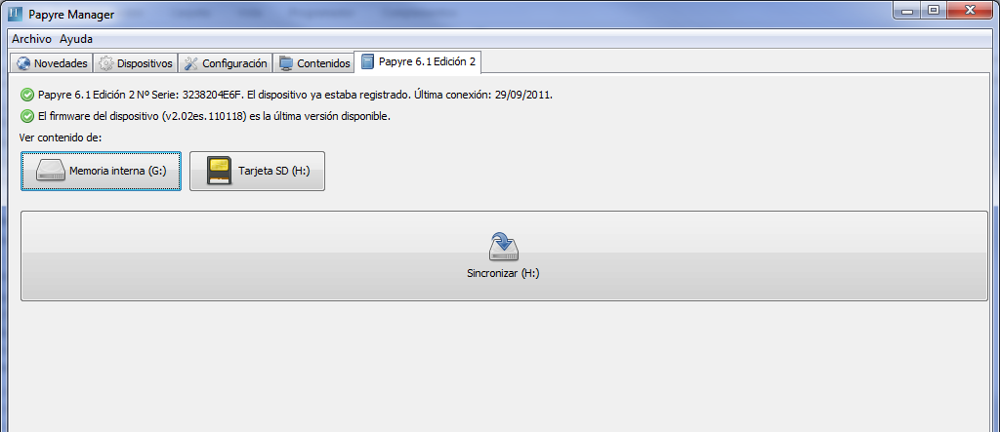 Papyre Manager
Archivo Ayuda
Novedades Dispositivos Configuración Contenidos Papyre 6.1 Edición 2
Papyre 6.1 Edición 2 Nº Serie: 3238204E6F. El dispositivo ya estaba registrado. Última conexión: 29/09/2011.
El firmware del dispositivo (v2.02es.110118) es la última versión disponible.
Ver contenido de:
Memoria interna (G:) Tarjeta SD (H:)
Sincronizar (H:)